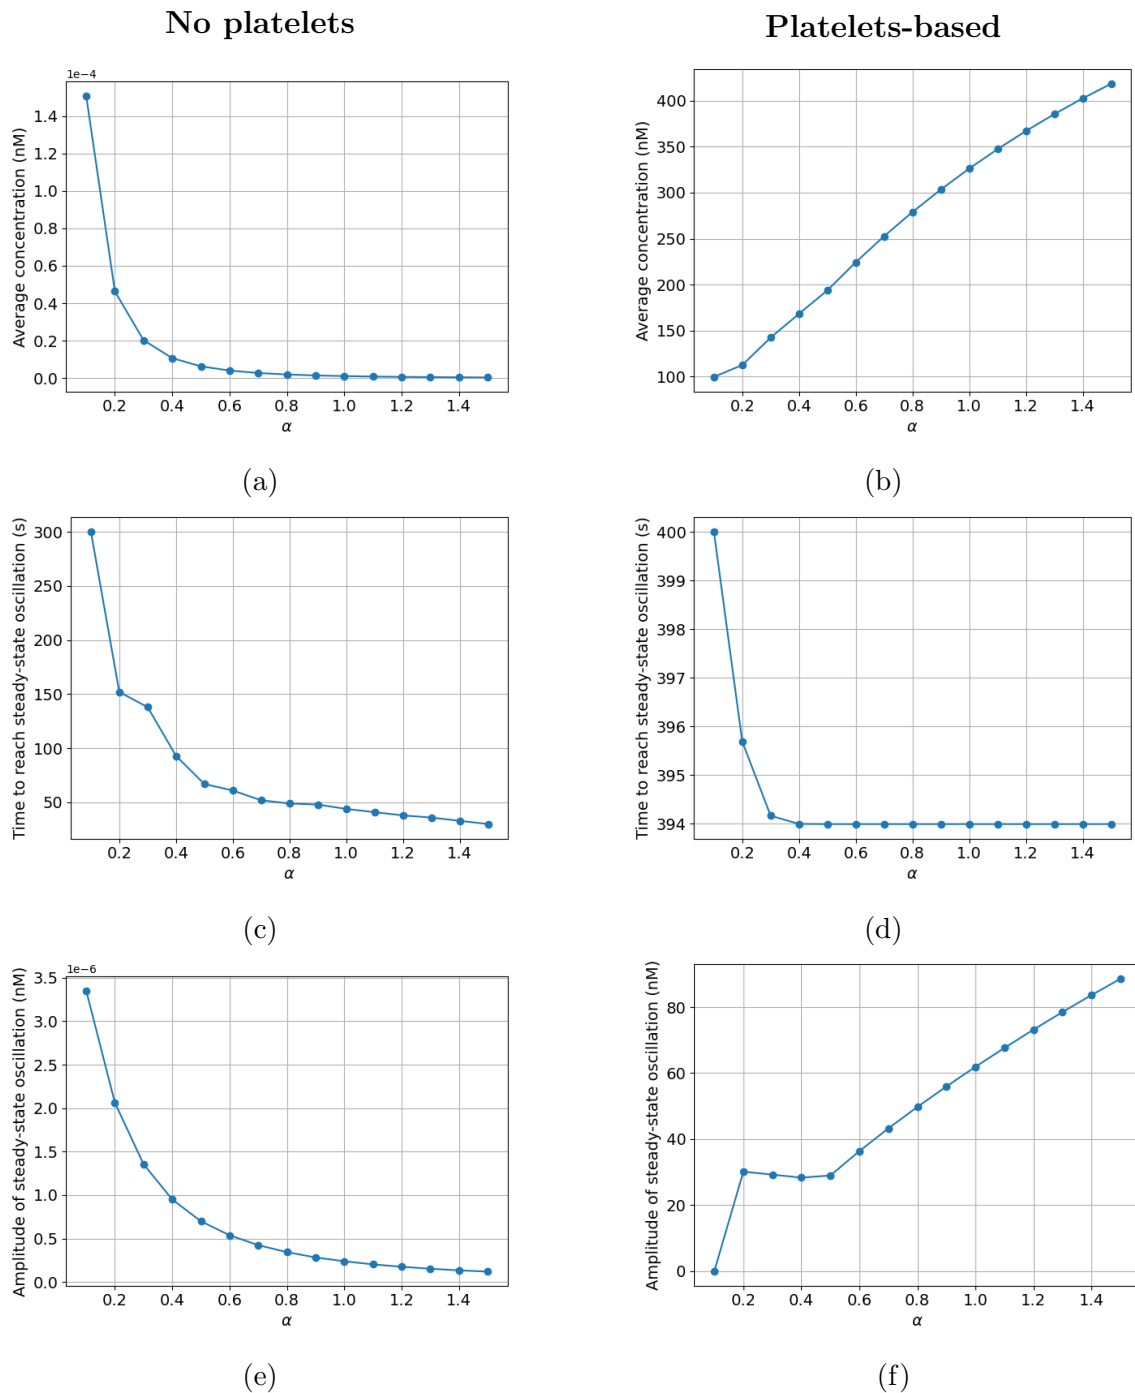 No platelets
Platelets-based
1e−4
Average concentration (nM)
1.4
1.2
1.0
0.8
0.6
0.4
0.2
0.0
0.2 0.4 0.6 0.8 1.0 1.2 1.4
α
(a)
Average concentration (nM)
400
350
300
250
200
150
100
0.2 0.4 0.6 0.8 1.0 1.2 1.4
α
(b)
Time to reach steady-state oscillation (s)
300
250
200
150
100
50
0.2 0.4 0.6 0.8 1.0 1.2 1.4
α
(c)
Time to reach steady-state oscillation (s)
400
399
398
397
396
395
394
0.2 0.4 0.6 0.8 1.0 1.2 1.4
α
(d)
1e−6
Amplitude of steady-state oscillation (nM)
3.5
3.0
2.5
2.0
1.5
1.0
0.5
0.0
0.2 0.4 0.6 0.8 1.0 1.2 1.4
α
(e)
Amplitude of steady-state oscillation (nM)
80
60
40
20
0
0.2 0.4 0.6 0.8 1.0 1.2 1.4
α
(f)